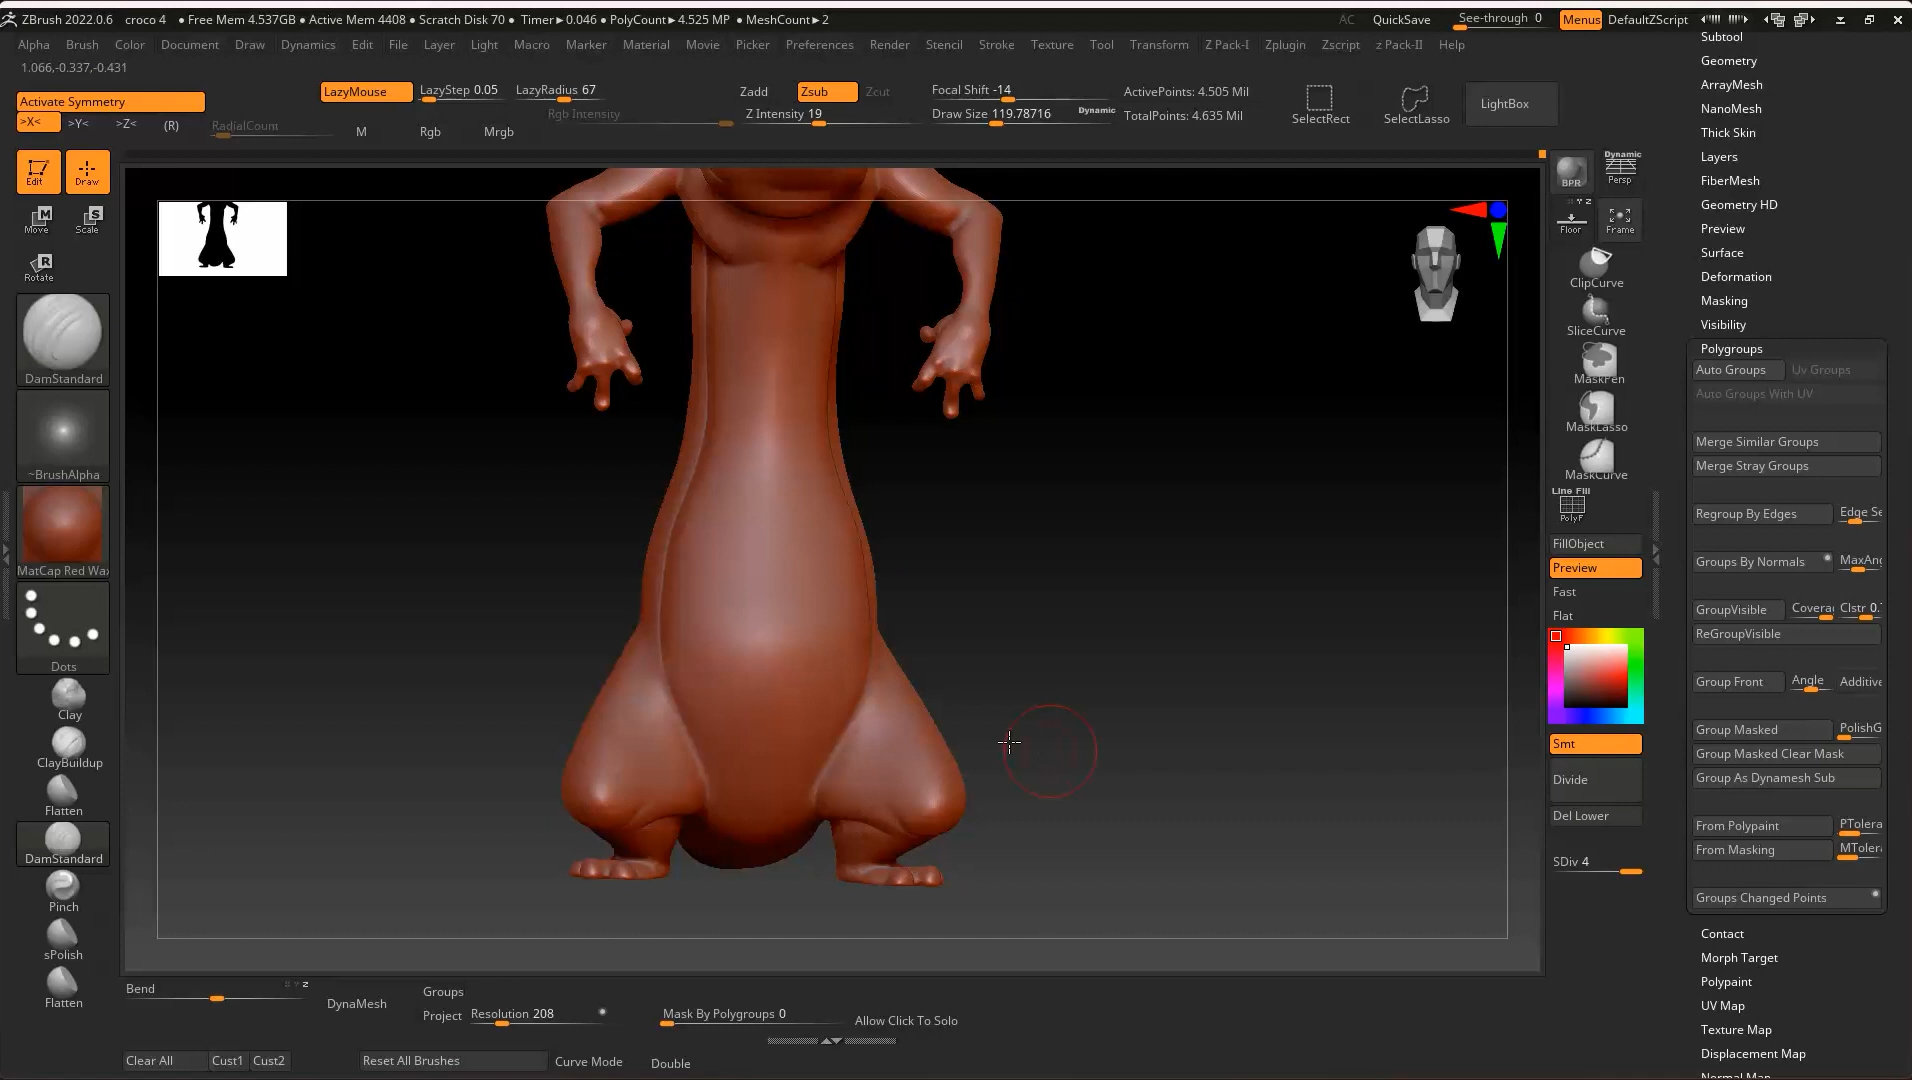 ZBrush 2022.0.6 croco 4 • Free Mem 4.537GB • Active Mem 4408 • Scratch Disk 70 • Timer▸0.046 • PolyCount▸4.525 MP • MeshCount▸2 AC QuickSave See-through 0 Menus DefaultZScript
Alpha Brush Color Document Draw Dynamics Edit File Layer Light Macro Marker Material Movie Picker Preferences Render Stencil Stroke Texture Tool Transform Z Pack-I Zplugin Zscript z Pack-II Help
1.066,-0.337,-0.431
Activate Symmetry
>X< >Y< >Z< (R) RadialCount
LazyMouse LazyStep 0.05 LazyRadius 67
Rgb Intensity
M Rgb Mrgb
Zadd Zsub Zcut
Z Intensity 19
Focal Shift -14
Draw Size 119.78716 Dynamic
ActivePoints: 4.505 Mil
TotalPoints: 4.635 Mil
SelectRect SelectLasso LightBox
Edit Draw
Move Scale
Rotate
DamStandard
~BrushAlpha
MatCap Red Wax
Dots
Clay
ClayBuildup
Flatten
DamStandard
Pinch
sPolish
Flatten
BPR
Dynamic
Persp
Floor Frame
ClipCurve
SliceCurve
MaskPen
MaskLasso
MaskCurve
Line Fill
PolyF
FillObject
Preview
Fast
Flat
Smt
Divide
Del Lower
SDiv 4
Subtool
Geometry
ArrayMesh
NanoMesh
Thick Skin
Layers
FiberMesh
Geometry HD
Preview
Surface
Deformation
Masking
Visibility
Polygroups
Auto Groups Uv Groups
Auto Groups With UV
Merge Similar Groups
Merge Stray Groups
Regroup By Edges Edge Se
Groups By Normals MaxAng
GroupVisible Covera Clstr 0.
ReGroupVisible
Group Front Angle Additive
Group Masked PolishG
Group Masked Clear Mask
Group As Dynamesh Sub
From Polypaint PTolera
From Masking MToler
Groups Changed Points
Contact
Morph Target
Polypaint
UV Map
Texture Map
Displacement Map
Normal Map
Bend
DynaMesh
Groups
Project Resolution 208
Mask By Polygroups 0
Allow Click To Solo
Clear All Cust1 Cust2 Reset All Brushes Curve Mode Double